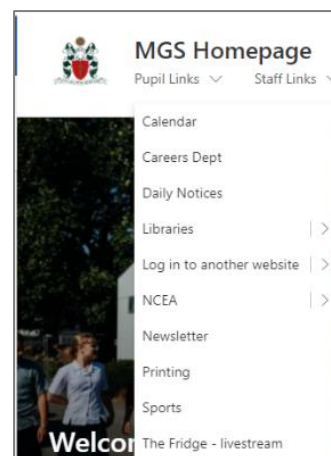 MGS Homepage
Pupil Links Staff Links
Calendar
Careers Dept
Daily Notices
Libraries
Log in to another website
NCEA
Newsletter
Printing
Sports
The Fridge - livestream
Welco